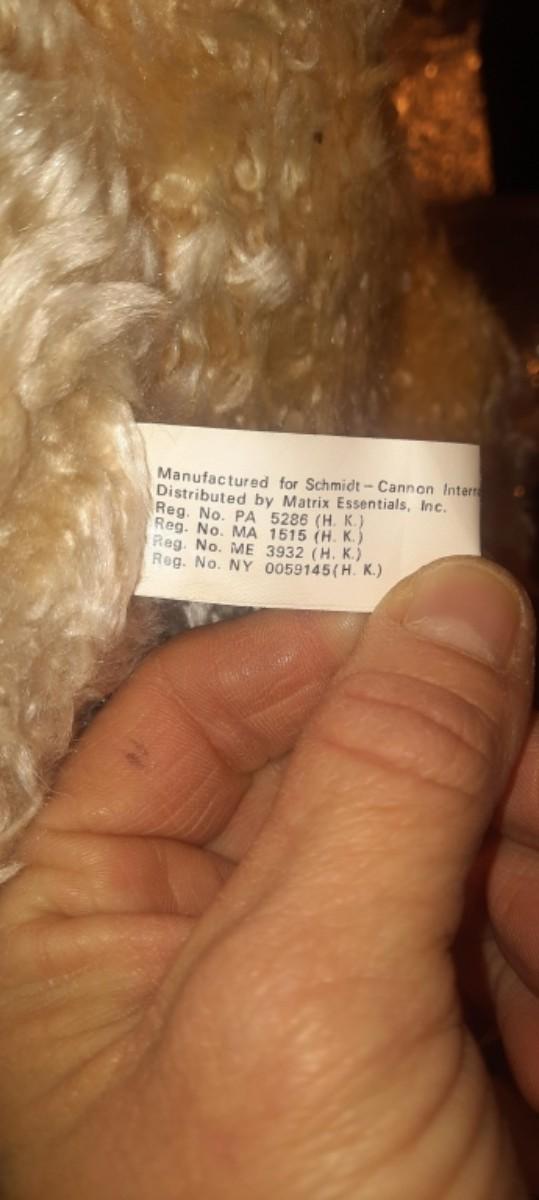 Manufactured for Schmidt-Cannon Intern
Distributed by Matrix Essentials, Inc.
Reg. No. PA 5286 (H. K.)
Reg. No. MA 1515 (H. K.)
Reg. No. ME 3932 (H. K.)
Reg. No. NY 0059145(H. K.)